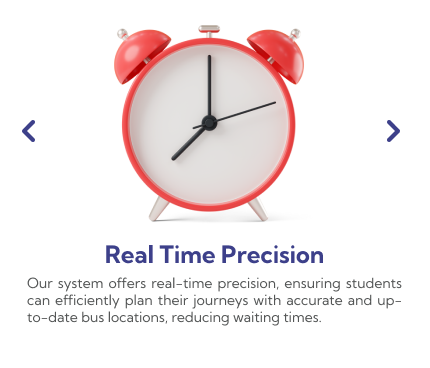 Real Time Precision
Our system offers real-time precision, ensuring students
can efficiently plan their journeys with accurate and up-
to-date bus locations, reducing waiting times.